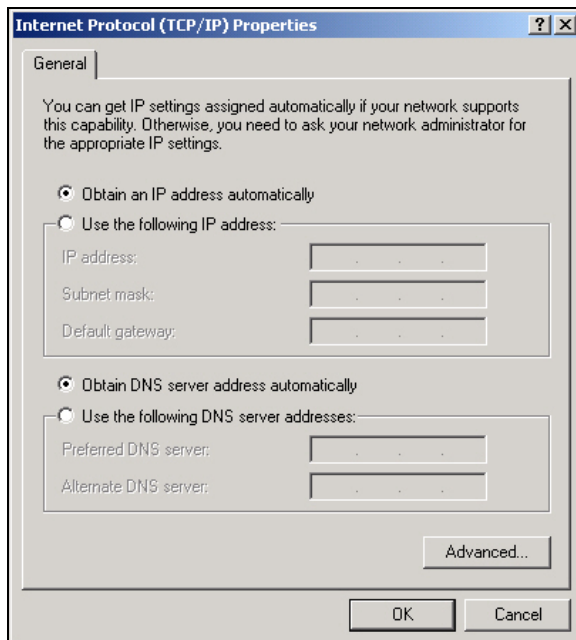 Internet Protocol (TCP/IP) Properties
General
You can get IP settings assigned automatically if your network supports
this capability. Otherwise, you need to ask your network administrator for
the appropriate IP settings.
Obtain an IP address automatically
Use the following IP address:
IP address:
Subnet mask:
Default gateway:
Obtain DNS server address automatically
Use the following DNS server addresses:
Preferred DNS server:
Alternate DNS server:
Advanced...
OK
Cancel